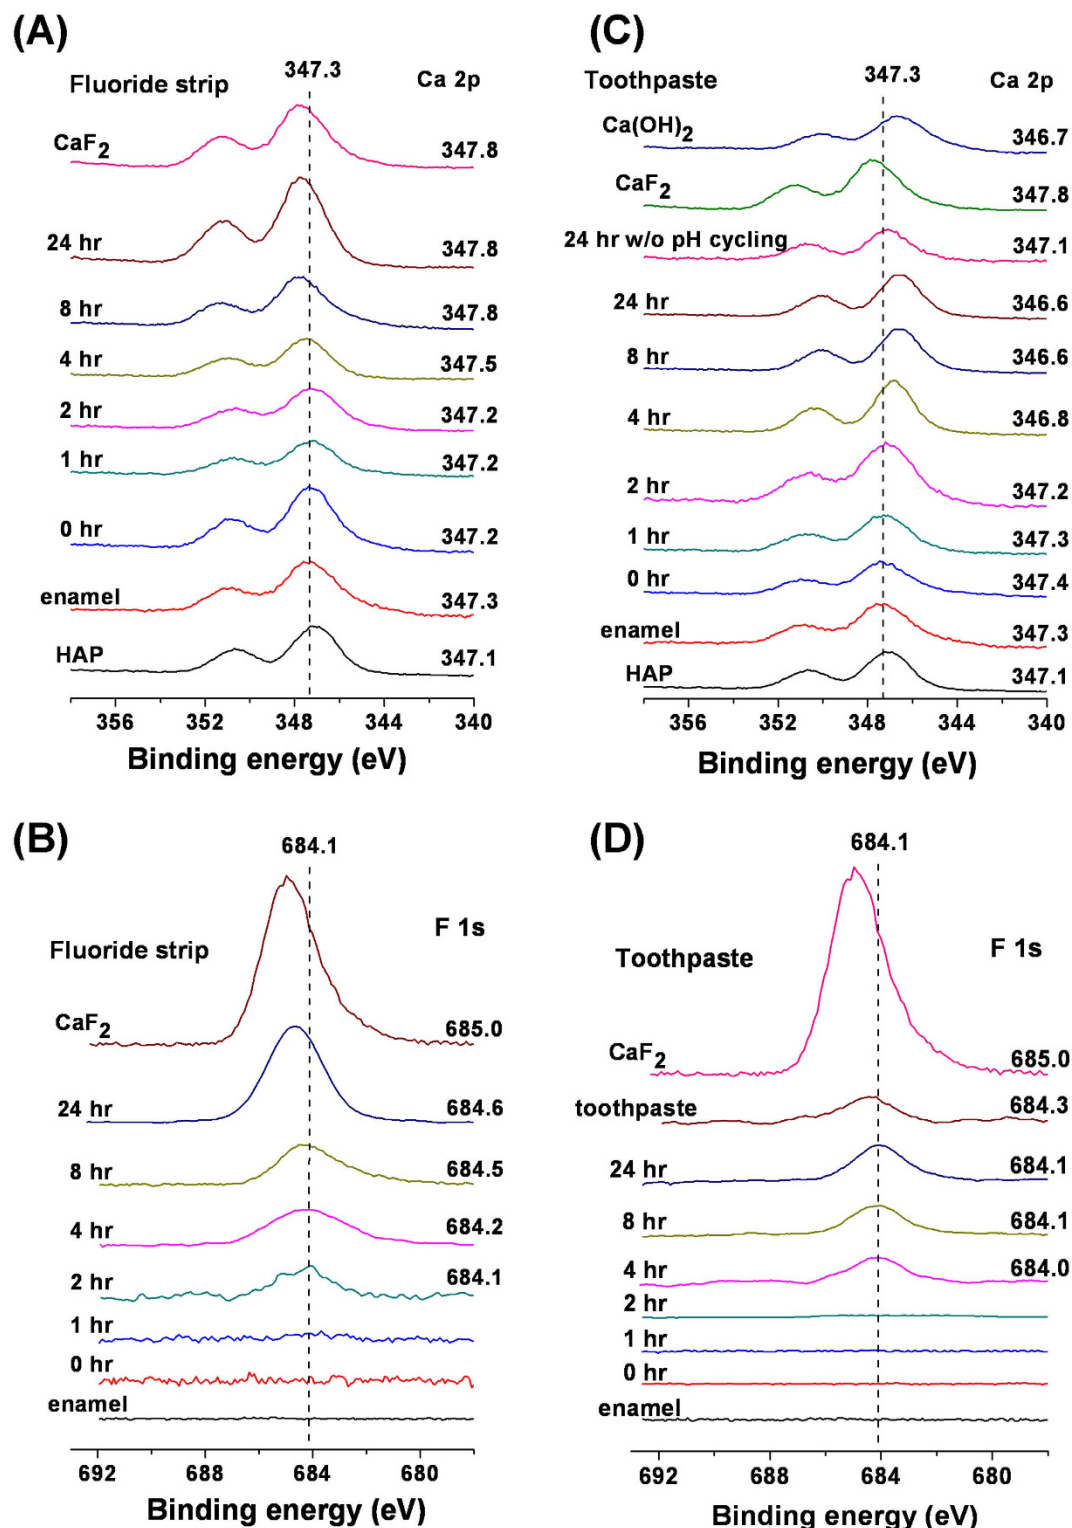 (A)
347.3
Fluoride strip
Ca 2p
CaF2
347.8
24 hr
347.8
8 hr
347.8
4 hr
347.5
2 hr
347.2
1 hr
347.2
0 hr
347.2
enamel
347.3
HAP
347.1
356 352 348 344 340
Binding energy (eV)
(C)
347.3
Toothpaste
Ca 2p
Ca(OH)2
346.7
CaF2
347.8
24 hr w/o pH cycling
347.1
24 hr
346.6
8 hr
346.6
4 hr
346.8
2 hr
347.2
1 hr
347.3
0 hr
347.4
enamel
347.3
HAP
347.1
356 352 348 344 340
Binding energy (eV)
(B)
684.1
F 1s
Fluoride strip
CaF2
685.0
24 hr
684.6
8 hr
684.5
4 hr
684.2
2 hr
684.1
1 hr
0 hr
enamel
692 688 684 680
Binding energy (eV)
(D)
684.1
Toothpaste
F 1s
CaF2
685.0
toothpaste
684.3
24 hr
684.1
8 hr
684.1
4 hr
684.0
2 hr
1 hr
0 hr
enamel
692 688 684 680
Binding energy (eV)